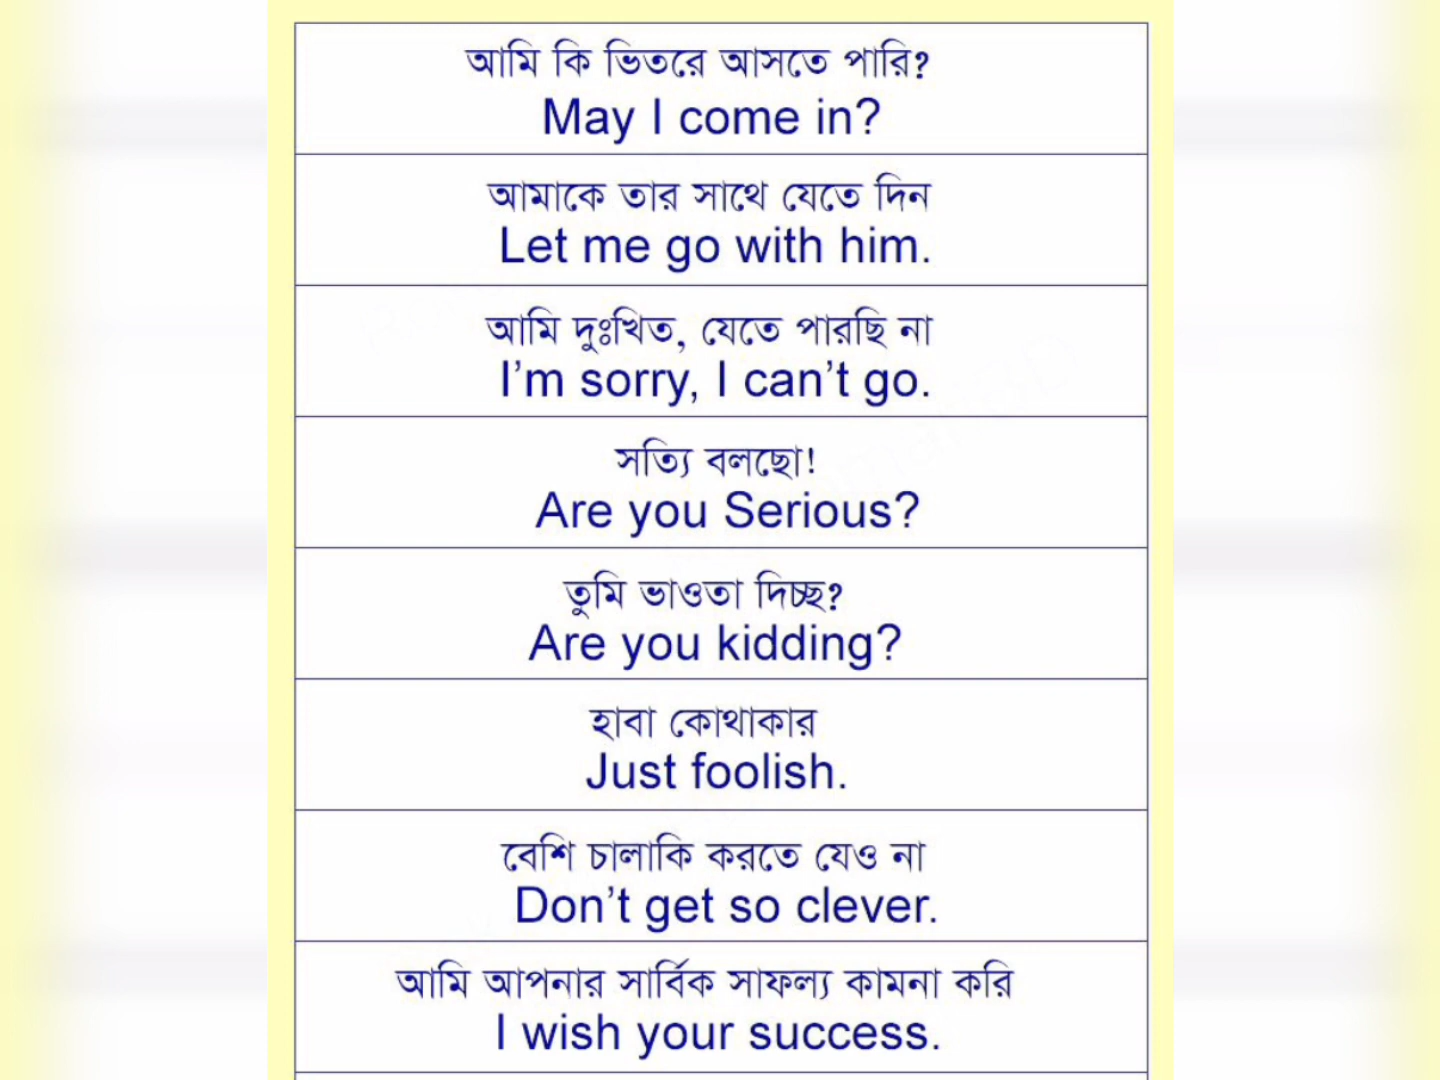 আমি কি ভিতরে আসতে পারি?
May I come in?
আমাকে তার সাথে যেতে দিন
Let me go with him.
আমি দুঃখিত, যেতে পারছি না
I’m sorry, I can’t go.
সত্যি বলছো!
Are you Serious?
তুমি ভাওতা দিচ্ছ?
Are you kidding?
হাবা কোথাকার
Just foolish.
বেশি চালাকি করতে যেও না
Don’t get so clever.
আমি আপনার সার্বিক সাফল্য কামনা করি
I wish your success.